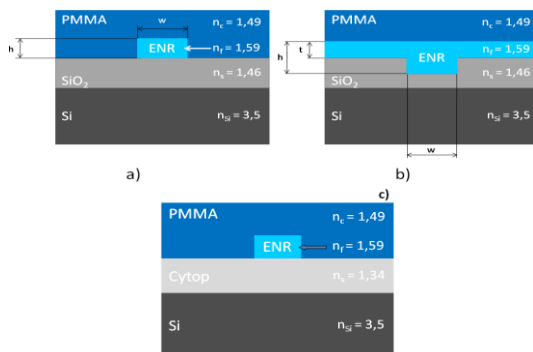 PMMA
w
n_c = 1,49
h
ENR
n_f = 1,59
SiO₂
n_s = 1,46
Si
n_Si = 3,5
a)
PMMA
n_c = 1,49
h
t
n_f = 1,59
ENR
SiO₂
n_s = 1,46
Si
n_Si = 3,5
w
b)
c)
PMMA
n_c = 1,49
ENR
n_f = 1,59
Cytop
n_s = 1,34
Si
n_Si = 3,5